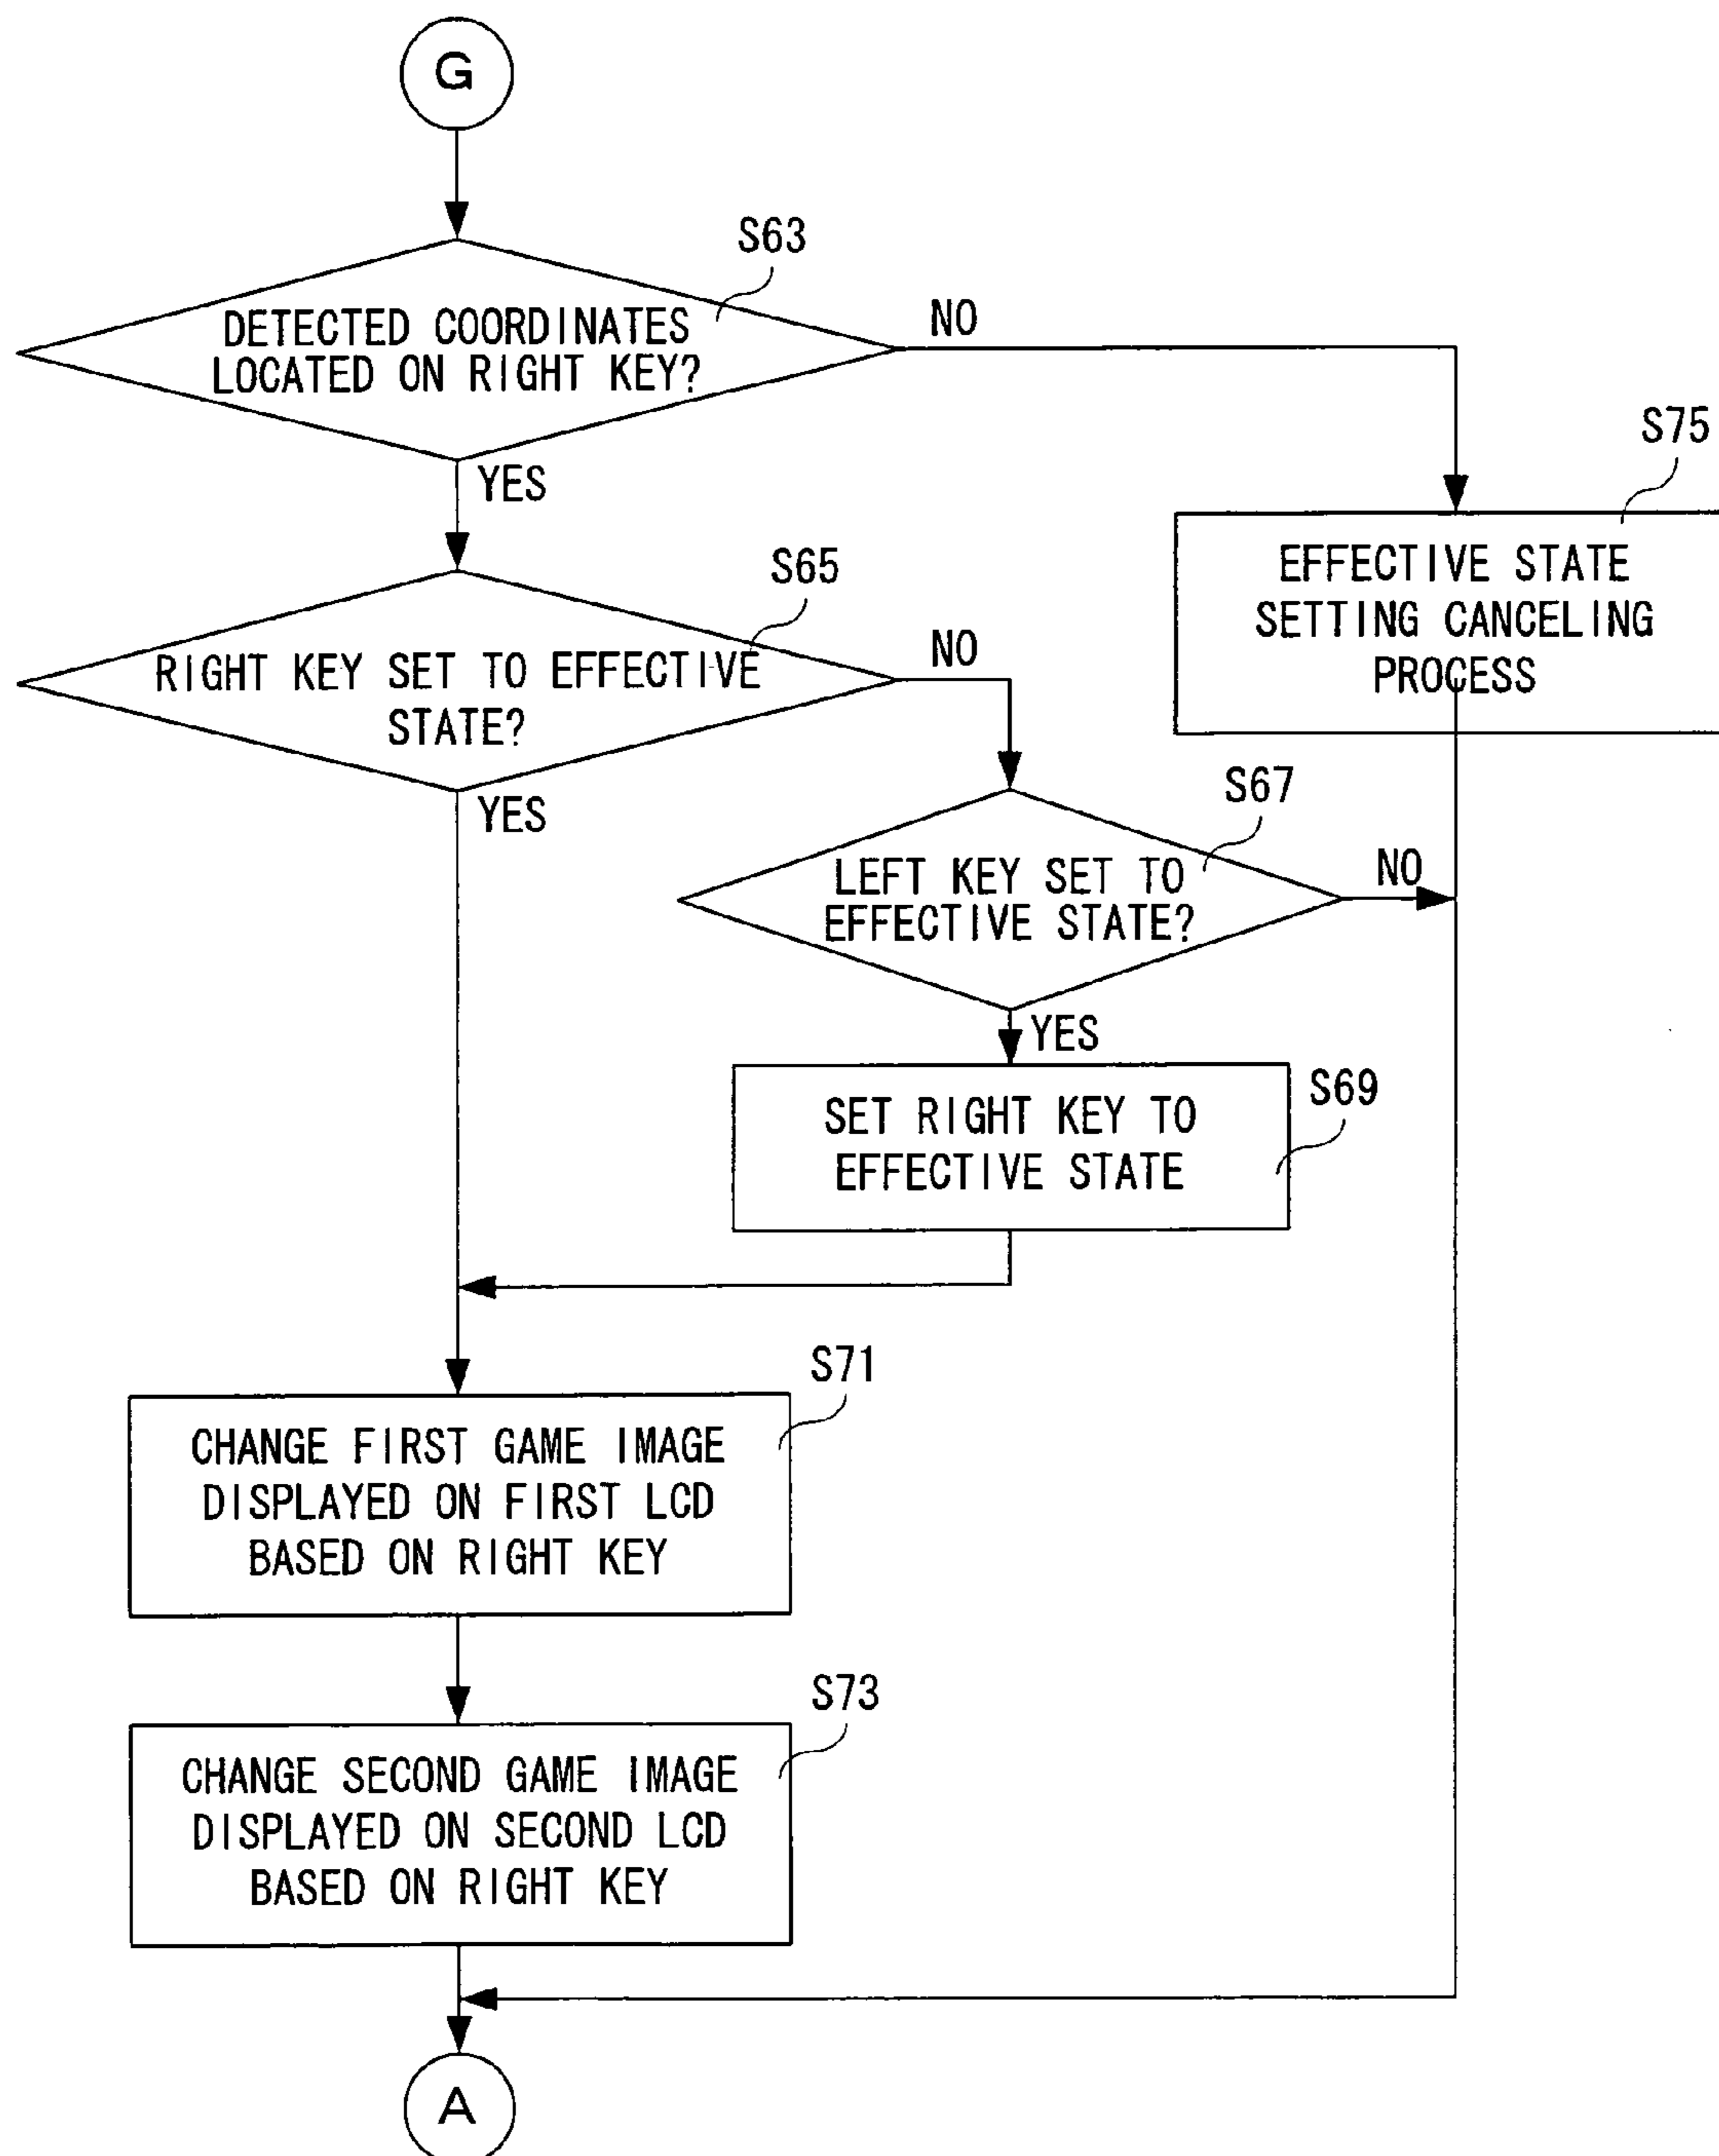 G
S63
DETECTED COORDINATES
LOCATED ON RIGHT KEY?
NO
YES
S75
EFFECTIVE STATE
SETTING CANCELING
PROCESS
S65
RIGHT KEY SET TO EFFECTIVE
STATE?
NO
YES
S67
LEFT KEY SET TO
EFFECTIVE STATE?
NO
YES
S69
SET RIGHT KEY TO
EFFECTIVE STATE
S71
CHANGE FIRST GAME IMAGE
DISPLAYED ON FIRST LCD
BASED ON RIGHT KEY
S73
CHANGE SECOND GAME IMAGE
DISPLAYED ON SECOND LCD
BASED ON RIGHT KEY
A